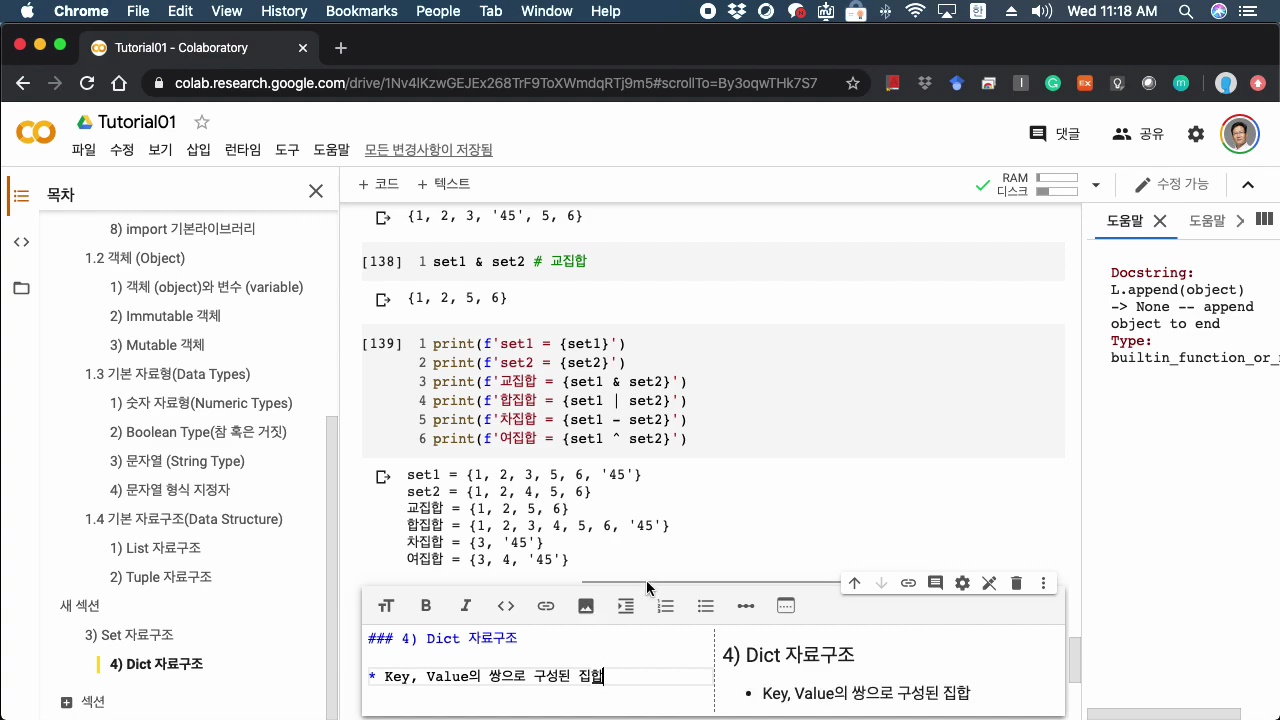 Chrome File Edit View History Bookmarks People Tab Window Help 한 Wed 11:18 AM
Tutorial01 - Colaboratory
colab.research.google.com/drive/1Nv4lKzwGEJEx268TrF9ToXWmdqRTj9m5#scrollTo=By3oqwTHk7S7
Tutorial01
댓글 공유
파일 수정 보기 삽입 런타임 도구 도움말 모든 변경사항이 저장됨
목차
+ 코드 + 텍스트
RAM
디스크
수정 가능
8) import 기본라이브러리
1.2 객체 (Object)
1) 객체 (object)와 변수 (variable)
2) Immutable 객체
3) Mutable 객체
1.3 기본 자료형(Data Types)
1) 숫자 자료형(Numeric Types)
2) Boolean Type(참 혹은 거짓)
3) 문자열 (String Type)
4) 문자열 형식 지정자
1.4 기본 자료구조(Data Structure)
1) List 자료구조
2) Tuple 자료구조
새 섹션
3) Set 자료구조
4) Dict 자료구조
섹션
{1, 2, 3, '45', 5, 6}
[138] 1 set1 & set2 # 교집합
{1, 2, 5, 6}
[139] 1 print(f'set1 = {set1}')
2 print(f'set2 = {set2}')
3 print(f'교집합 = {set1 & set2}')
4 print(f'합집합 = {set1 | set2}')
5 print(f'차집합 = {set1 - set2}')
6 print(f'여집합 = {set1 ^ set2}')
set1 = {1, 2, 3, 5, 6, '45'}
set2 = {1, 2, 4, 5, 6}
교집합 = {1, 2, 5, 6}
합집합 = {1, 2, 3, 4, 5, 6, '45'}
차집합 = {3, '45'}
여집합 = {3, 4, '45'}
### 4) Dict 자료구조
* Key, Value의 쌍으로 구성된 집합
4) Dict 자료구조
• Key, Value의 쌍으로 구성된 집합
도움말 도움말
Docstring:
L.append(object)
-> None -- append
object to end
Type:
builtin_function_or_